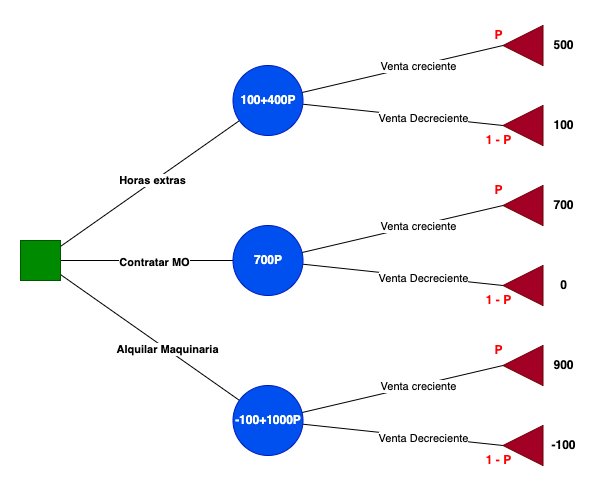 P
500
Venta creciente
100+400P
Venta Decreciente
100
1 - P
Horas extras
P
700
Venta creciente
Contratar MO
700P
Venta Decreciente
0
1 - P
Alquilar Maquinaria
P
900
Venta creciente
-100+1000P
Venta Decreciente
-100
1 - P